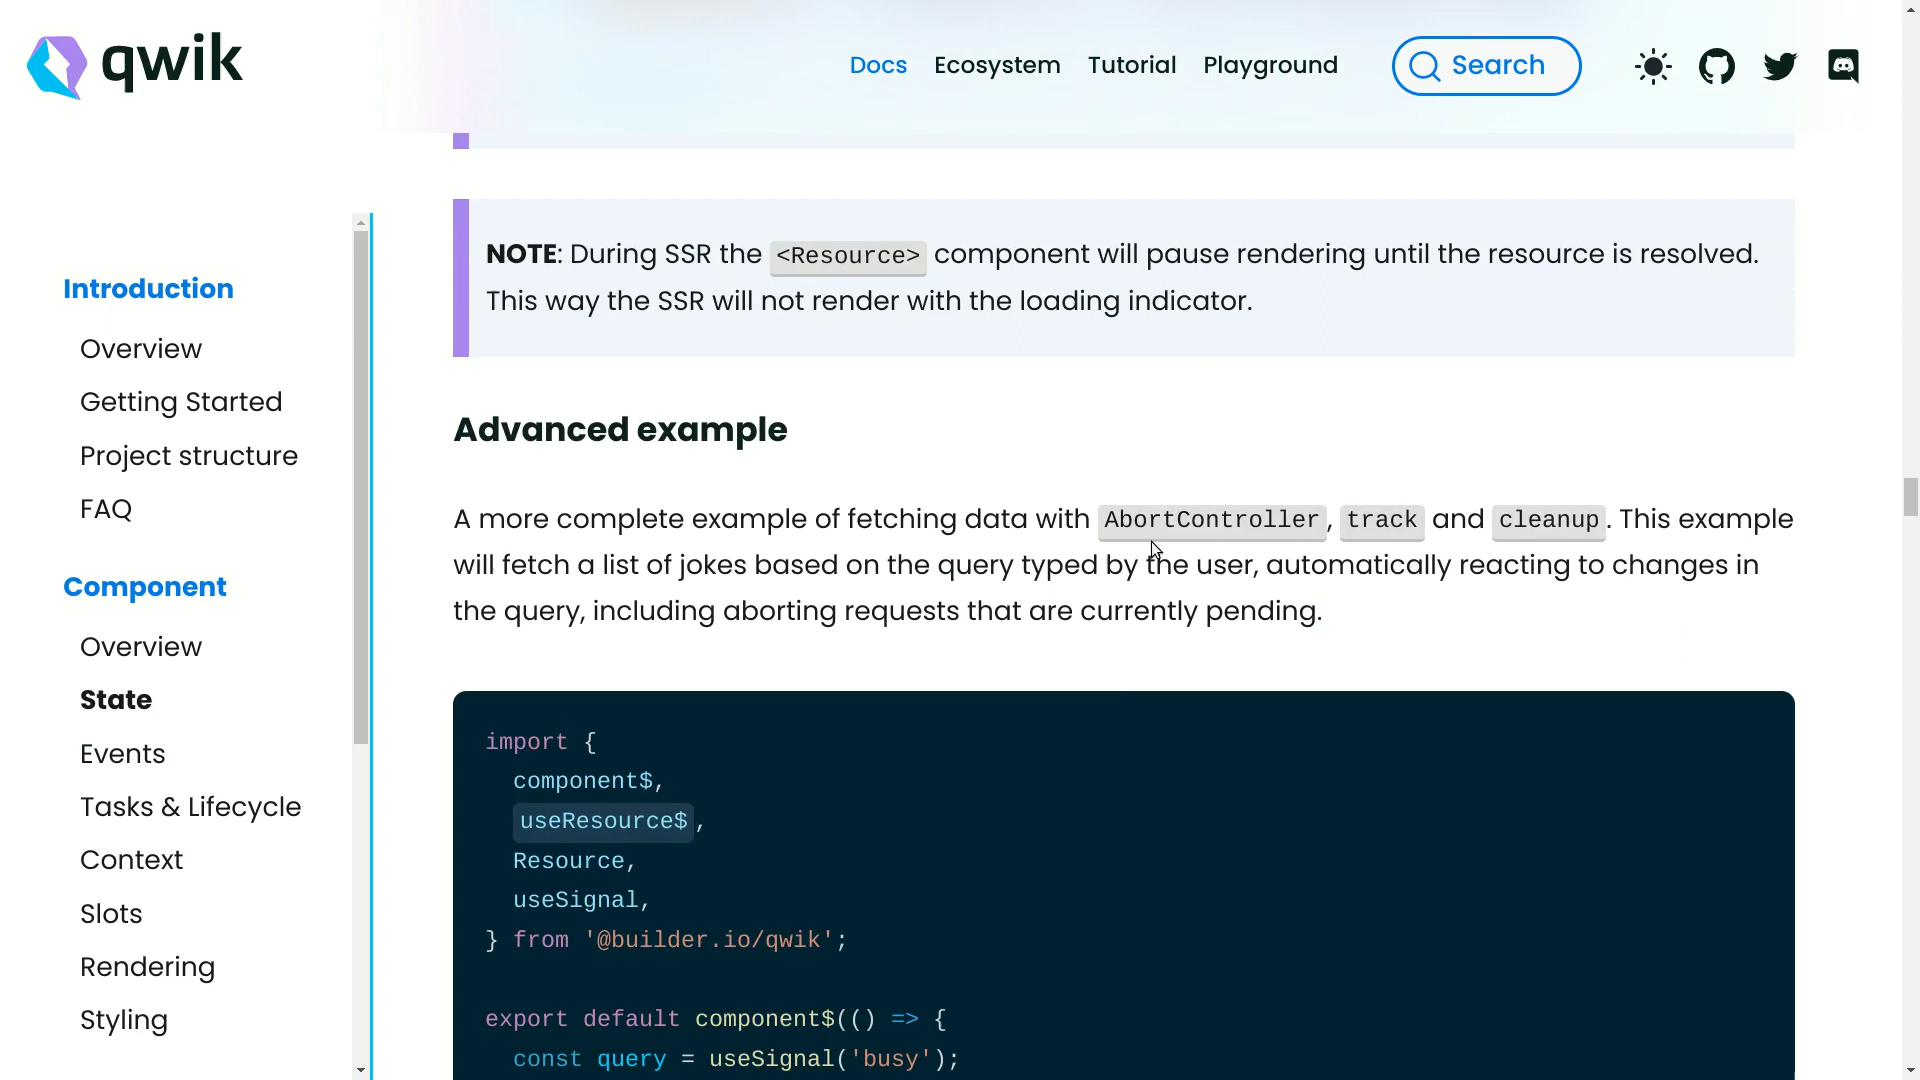 qwik
Docs Ecosystem Tutorial Playground Search
Introduction
Overview
Getting Started
Project structure
FAQ
Component
Overview
State
Events
Tasks & Lifecycle
Context
Slots
Rendering
Styling
NOTE: During SSR the <Resource> component will pause rendering until the resource is resolved.
This way the SSR will not render with the loading indicator.
Advanced example
A more complete example of fetching data with AbortController, track and cleanup. This example
will fetch a list of jokes based on the query typed by the user, automatically reacting to changes in
the query, including aborting requests that are currently pending.
import {
  component$,
  useResource$,
  Resource,
  useSignal,
} from '@builder.io/qwik';
export default component$(() => {
  const query = useSignal('busy');